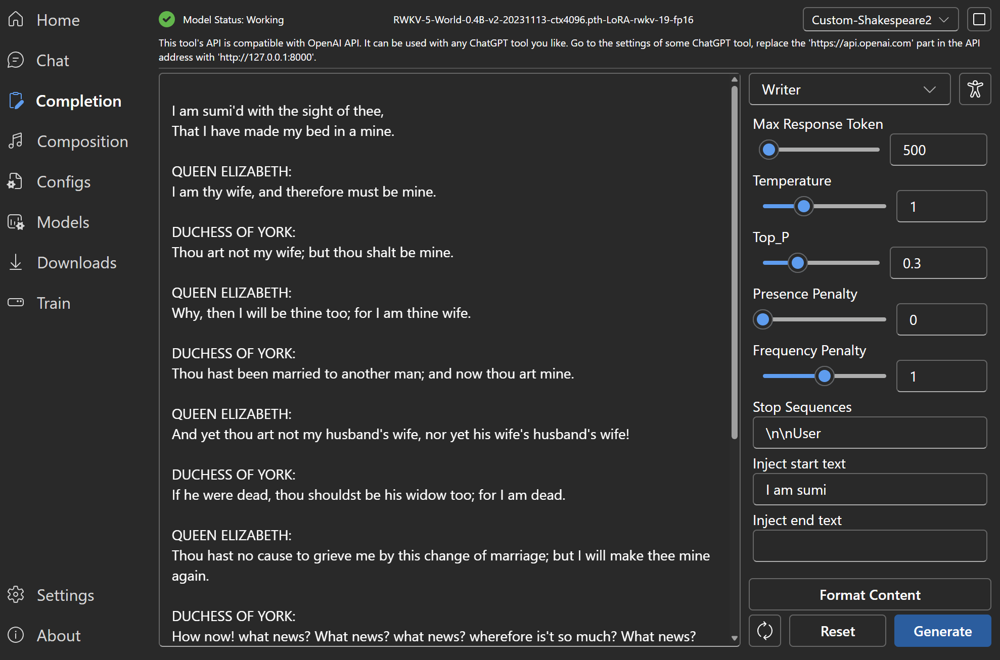 Home
Chat
Completion
Composition
Configs
Models
Downloads
Train
Settings
About
Model Status: Working
RWKV-5-World-0.4B-v2-20231113-ctx4096.pth-LoRA-rwkv-19-fp16
Custom-Shakespeare2
This tool's API is compatible with OpenAI API. It can be used with any ChatGPT tool you like. Go to the settings of some ChatGPT tool, replace the 'https://api.openai.com' part in the API
address with 'http://127.0.0.1:8000'.
I am sumi'd with the sight of thee,
That I have made my bed in a mine.
QUEEN ELIZABETH:
I am thy wife, and therefore must be mine.
DUCHESS OF YORK:
Thou art not my wife; but thou shalt be mine.
QUEEN ELIZABETH:
Why, then I will be thine too; for I am thine wife.
DUCHESS OF YORK:
Thou hast been married to another man; and now thou art mine.
QUEEN ELIZABETH:
And yet thou art not my husband's wife, nor yet his wife's husband's wife!
DUCHESS OF YORK:
If he were dead, thou shouldst be his widow too; for I am dead.
QUEEN ELIZABETH:
Thou hast no cause to grieve me by this change of marriage; but I will make thee mine
again.
DUCHESS OF YORK:
How now! what news? What news? what news? wherefore is't so much? What news?
Writer
Max Response Token
500
Temperature
1
Top_P
0.3
Presence Penalty
0
Frequency Penalty
1
Stop Sequences
\n\nUser
Inject start text
I am sumi
Inject end text
Format Content
Reset
Generate